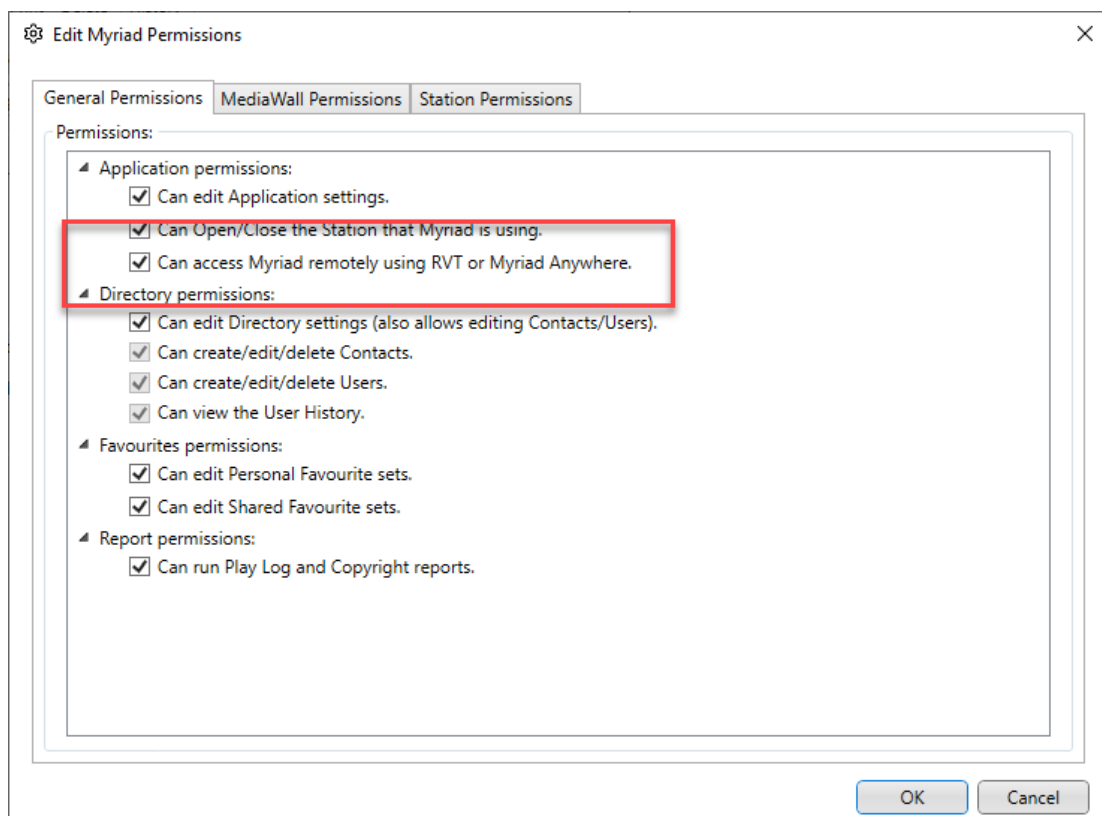 Edit Myriad Permissions
General Permissions MediaWall Permissions Station Permissions
Permissions:
Application permissions:
Can edit Application settings.
Can Open/Close the Station that Myriad is using.
Can access Myriad remotely using RVT or Myriad Anywhere.
Directory permissions:
Can edit Directory settings (also allows editing Contacts/Users).
Can create/edit/delete Contacts.
Can create/edit/delete Users.
Can view the User History.
Favourites permissions:
Can edit Personal Favourite sets.
Can edit Shared Favourite sets.
Report permissions:
Can run Play Log and Copyright reports.
OK Cancel